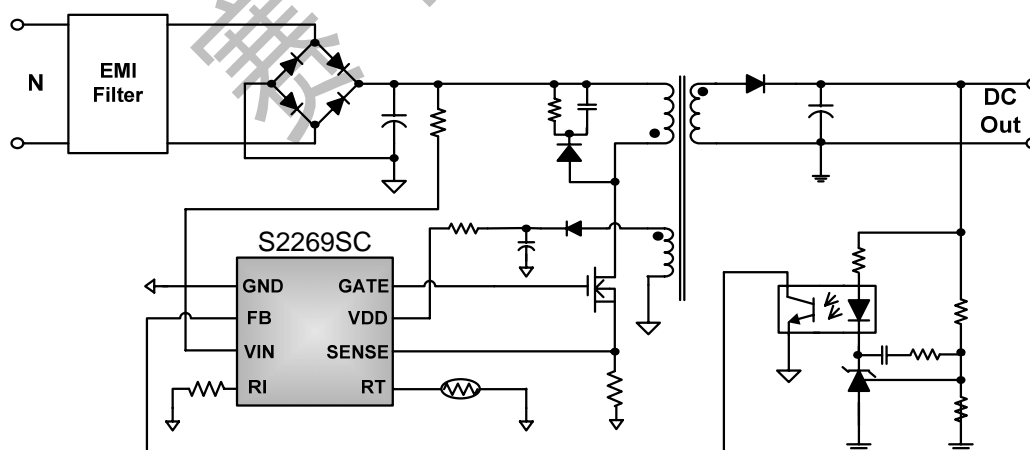 N
EMI
Filter
DC
Out
S2269SC
GND
GATE
FB
VDD
VIN
SENSE
RI
RT